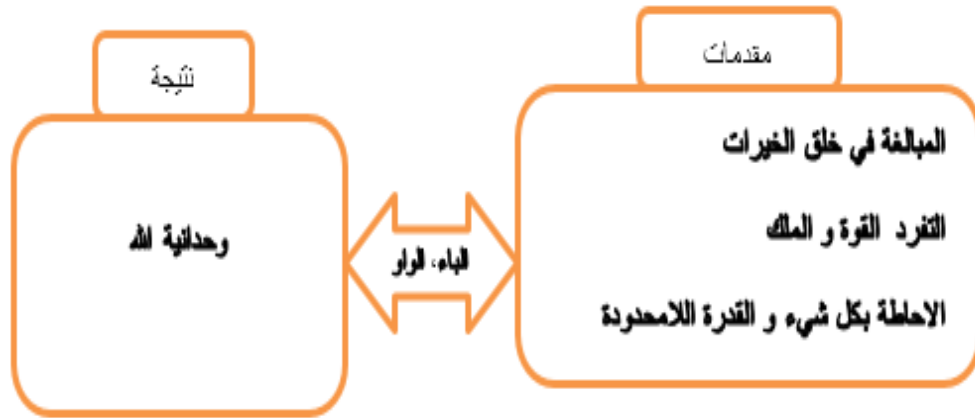 مقدمات
المبالغة في خلق الخيرات
التفرد القوة و الملك
الاحاطة بكل شيء و القدرة اللامحدودة
الباء، الواو
نتيجة
وحدانية الله